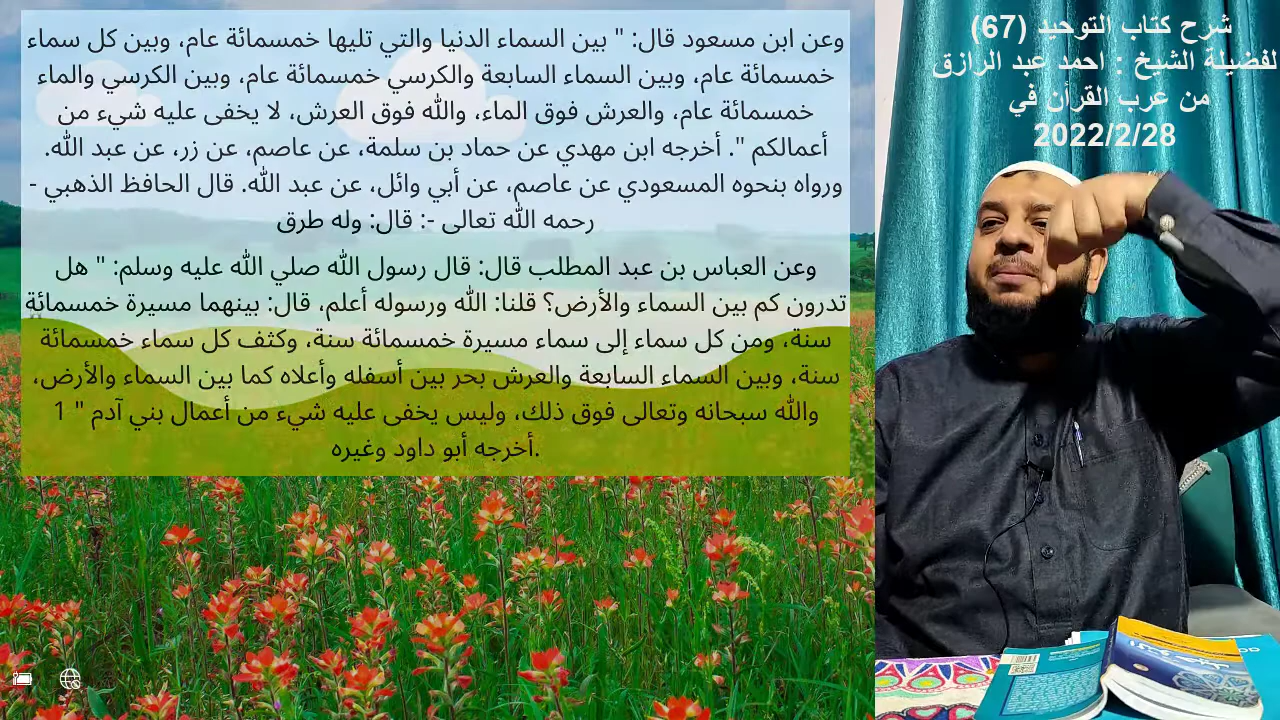 وعن ابن مسعود قال: " بين السماء الدنيا والتي تليها خمسمائة عام، وبين كل سماء
خمسمائة عام، وبين السماء السابعة والكرسي خمسمائة عام، وبين الكرسي والماء
خمسمائة عام، والعرش فوق الماء، والله فوق العرش، لا يخفى عليه شيء من
أعمالكم ". أخرجه ابن مهدي عن حماد بن سلمة، عن عاصم، عن زر، عن عبد الله.
ورواه بنحوه المسعودي عن عاصم، عن أبي وائل، عن عبد الله. قال الحافظ الذهبي -
رحمه الله تعالى -: قال: وله طرق
وعن العباس بن عبد المطلب قال: قال رسول الله صلي الله عليه وسلم: " هل
تدرون كم بين السماء والأرض؟ قلنا: الله ورسوله أعلم، قال: بينهما مسيرة خمسمائة
سنة، ومن كل سماء إلى سماء مسيرة خمسمائة سنة، وكثف كل سماء خمسمائة
سنة، وبين السماء السابعة والعرش بحر بين أسفله وأعلاه كما بين السماء والأرض،
والله سبحانه وتعالى فوق ذلك، وليس يخفى عليه شيء من أعمال بني آدم " 1
.أخرجه أبو داود وغيره
شرح كتاب التوحيد (67)
لفضيلة الشيخ : احمد عبد الرازق
من عرب القرآن في
2022/2/28